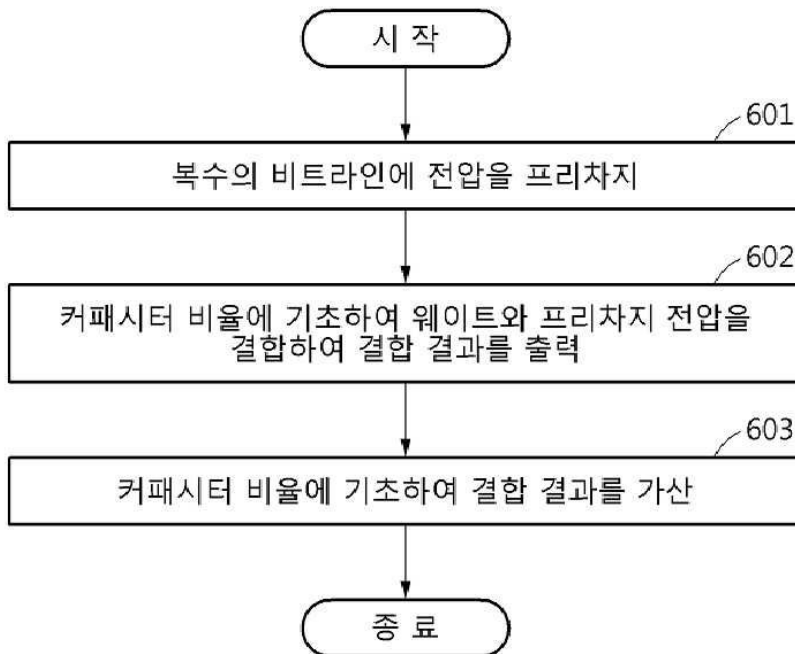 시 작
601
복수의 비트라인에 전압을 프리차지
602
커패시터 비율에 기초하여 웨이트와 프리차지 전압을
결합하여 결합 결과를 출력
603
커패시터 비율에 기초하여 결합 결과를 가산
종 료